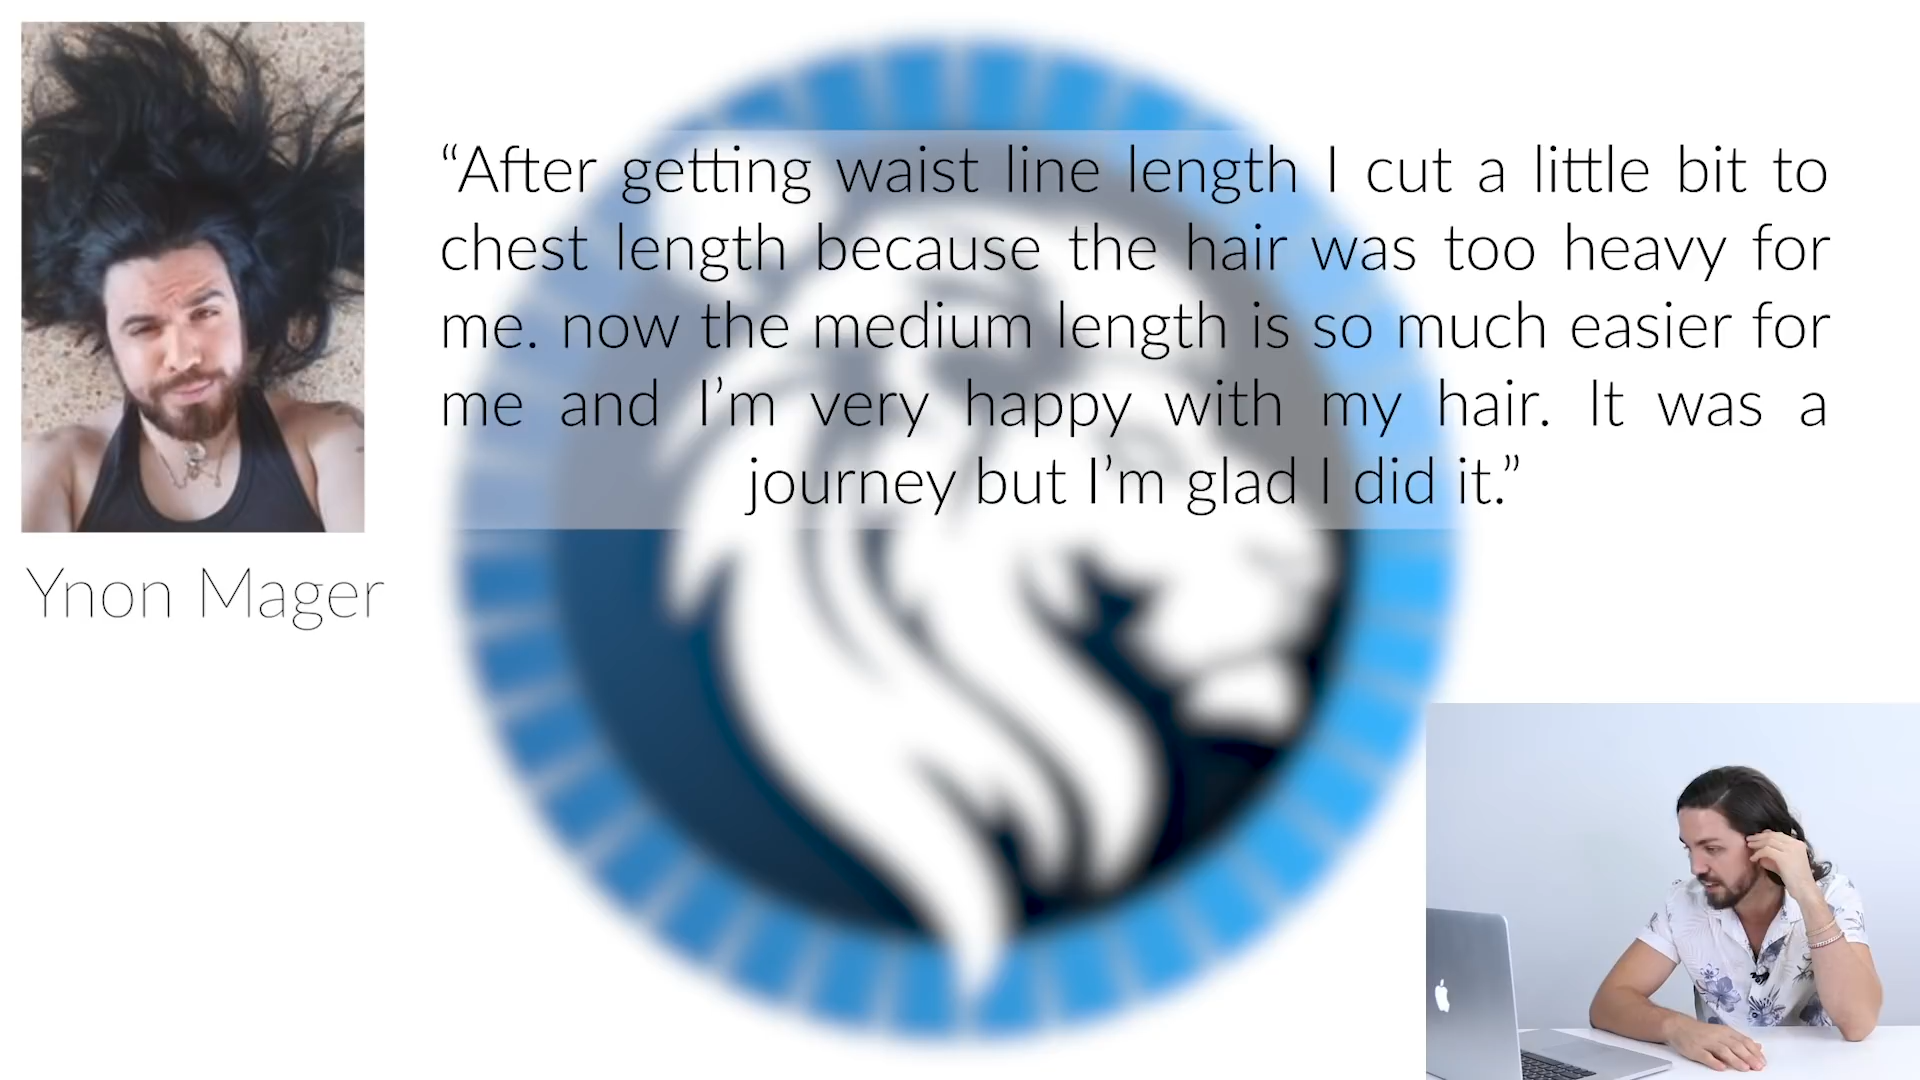 “After getting waist line length I cut a little bit to
chest length because the hair was too heavy for
me. now the medium length is so much easier for
me and I’m very happy with my hair. It was a
journey but I’m glad I did it.”
Ynon Mager